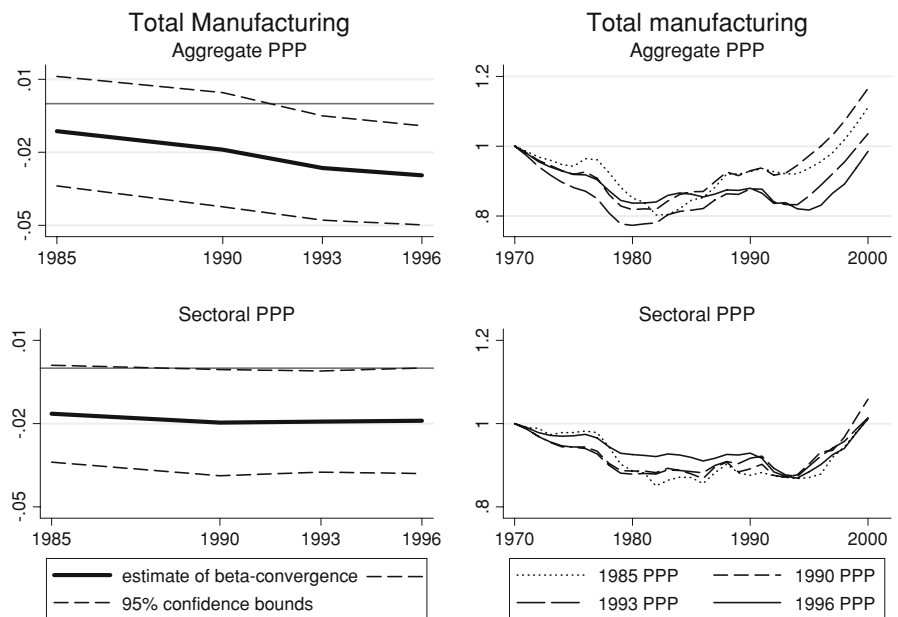 Total Manufacturing
Aggregate PPP
.01
-.02
-.05
1985 1990 1993 1996
Sectoral PPP
.01
-.02
-.05
1985 1990 1993 1996
estimate of beta-convergence
95% confidence bounds
Total manufacturing
Aggregate PPP
1.2
1
.8
1970 1980 1990 2000
Sectoral PPP
1.2
1
.8
1970 1980 1990 2000
1985 PPP 1990 PPP
1993 PPP 1996 PPP